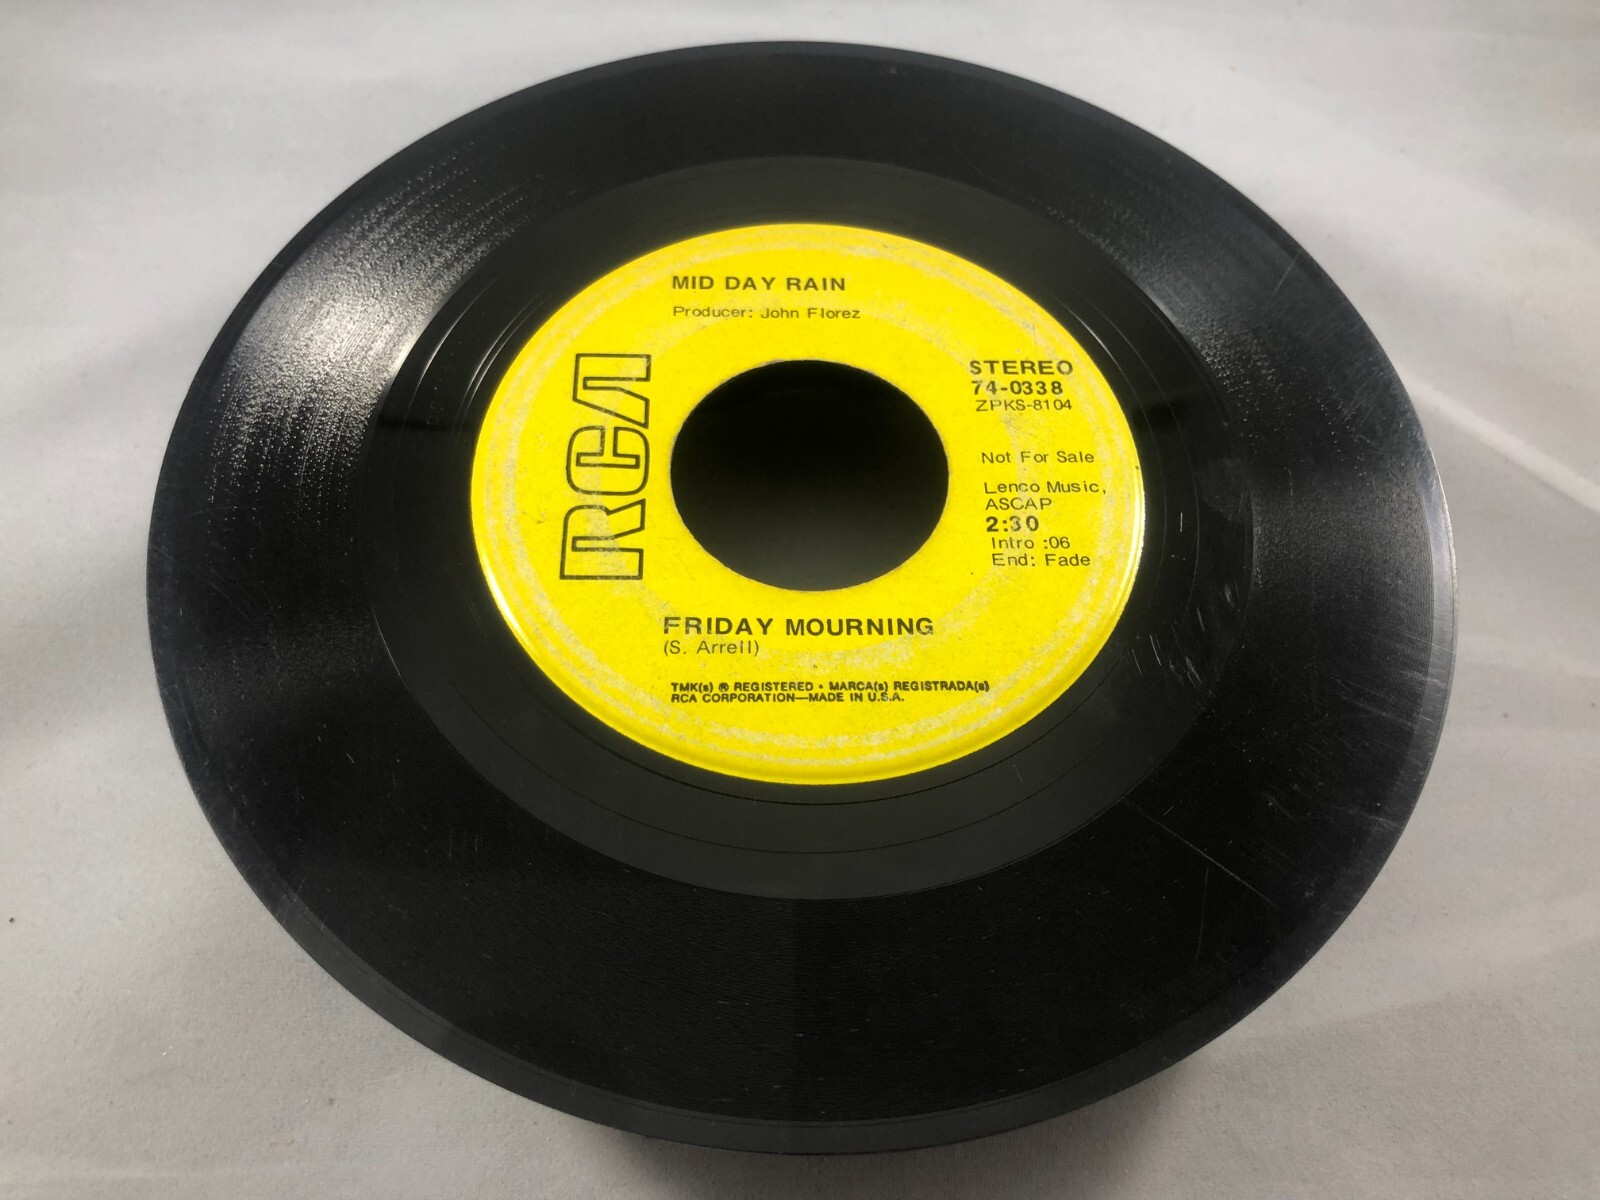 MID DAY RAIN
Producer: John Florez
RCA
STEREO
74-0338
ZPKS-8104
Not For Sale
Lenco Music,
ASCAP
2:30
Intro :06
End: Fade
FRIDAY MOURNING
(S. Arrell)
TMK(s) ® REGISTERED • MARCA(s) REGISTRADA(s)
RCA CORPORATION—MADE IN U.S.A.